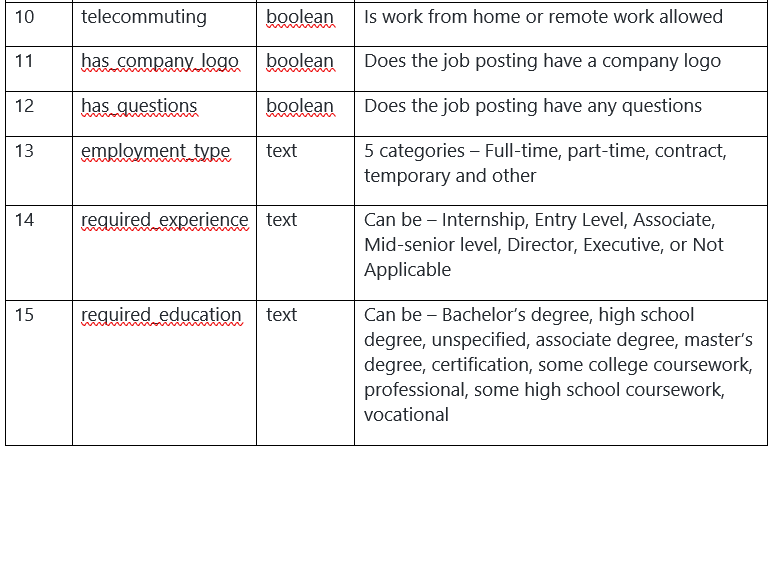 10 telecommuting boolean Is work from home or remote work allowed
11 has_company_logo boolean Does the job posting have a company logo
12 has_questions boolean Does the job posting have any questions
13 employment_type text 5 categories – Full-time, part-time, contract,
temporary and other
14 required_experience text Can be – Internship, Entry Level, Associate,
Mid-senior level, Director, Executive, or Not
Applicable
15 required_education text Can be – Bachelor’s degree, high school
degree, unspecified, associate degree, master’s
degree, certification, some college coursework,
professional, some high school coursework,
vocational